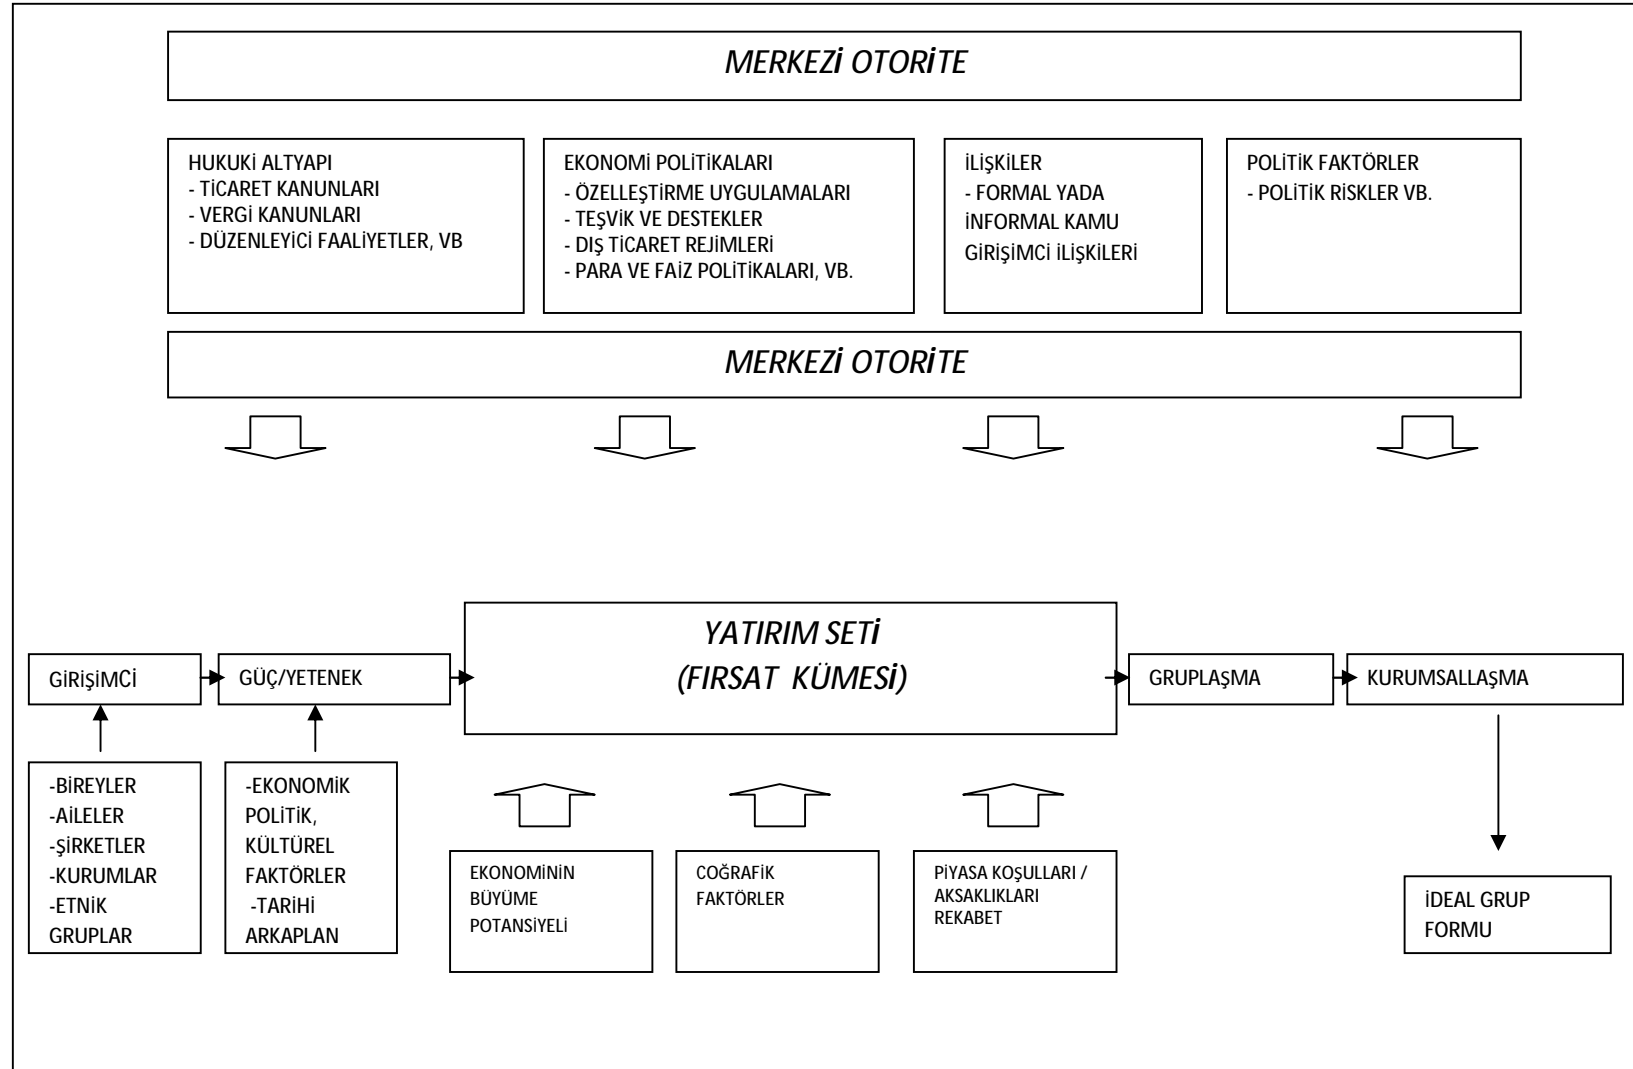 MERKEZİ OTORİTE
HUKUKİ ALTYAPI
- TİCARET KANUNLARI
- VERGİ KANUNLARI
- DÜZENLEYİCİ FAALİYETLER, VB
EKONOMİ POLİTİKALARI
- ÖZELLEŞTİRME UYGULAMALARI
- TEŞVİK VE DESTEKLER
- DIŞ TİCARET REJİMLERİ
- PARA VE FAİZ POLİTİKALARI, VB.
İLİŞKİLER
- FORMAL YADA
İNFORMAL KAMU
GİRİŞİMCİ İLİŞKİLERİ
POLİTİK FAKTÖRLER
- POLİTİK RİSKLER VB.
MERKEZİ OTORİTE
GİRİŞİMCİ
GÜÇ/YETENEK
YATIRIM SETİ
(FIRSAT KÜMESİ)
GRUPLAŞMA
KURUMSALLAŞMA
-BİREYLER
-AİLELER
-ŞİRKETLER
-KURUMLAR
-ETNİK
GRUPLAR
-EKONOMİK
POLİTİK,
KÜLTÜREL
FAKTÖRLER
-TARİHİ
ARKAPLAN
EKONOMİNİN
BÜYÜME
POTANSİYELİ
COĞRAFİK
FAKTÖRLER
PİYASA KOŞULLARI /
AKSAKLIKLARI
REKABET
İDEAL GRUP
FORMU